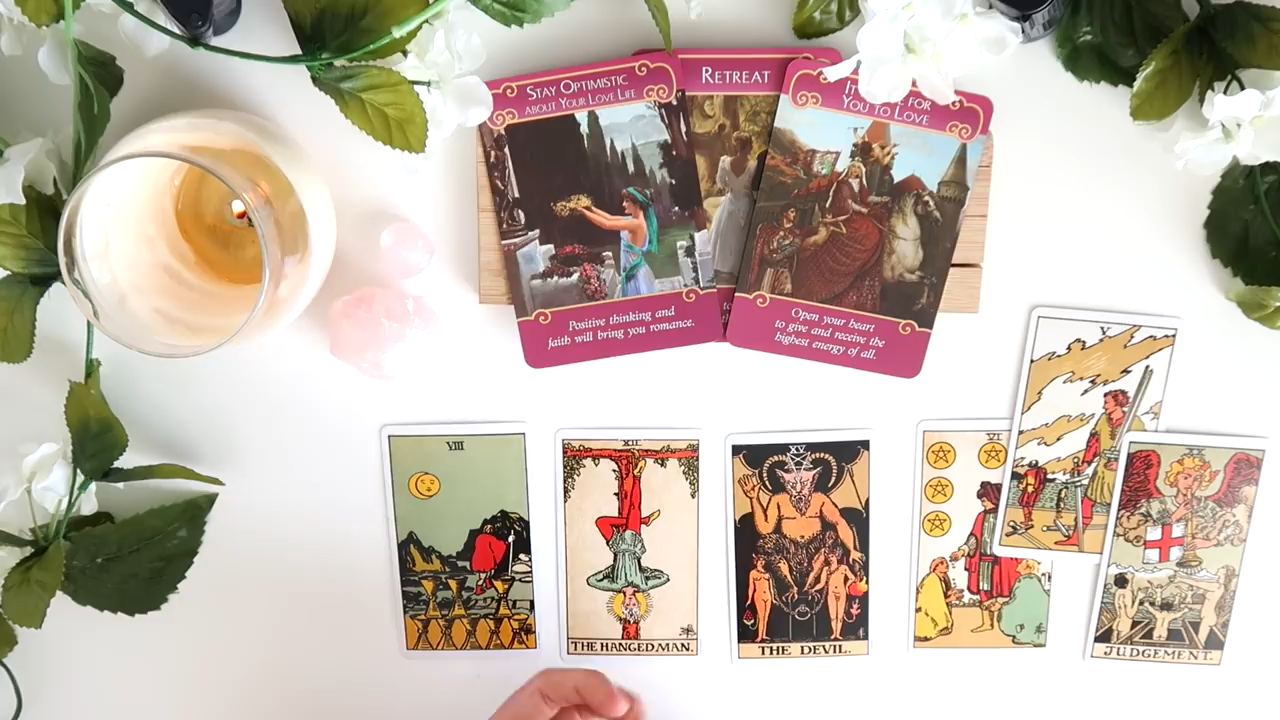 STAY OPTIMISTIC
ABOUT YOUR LOVE LIFE
Positive thinking and
faith will bring you romance.
RETREAT
FOR
YOU TO LOVE
Open your heart
to give and receive the
highest energy of all.
VIII
XII
THE HANGED MAN.
XV
THE DEVIL.
VI
V
JUDGEMENT.